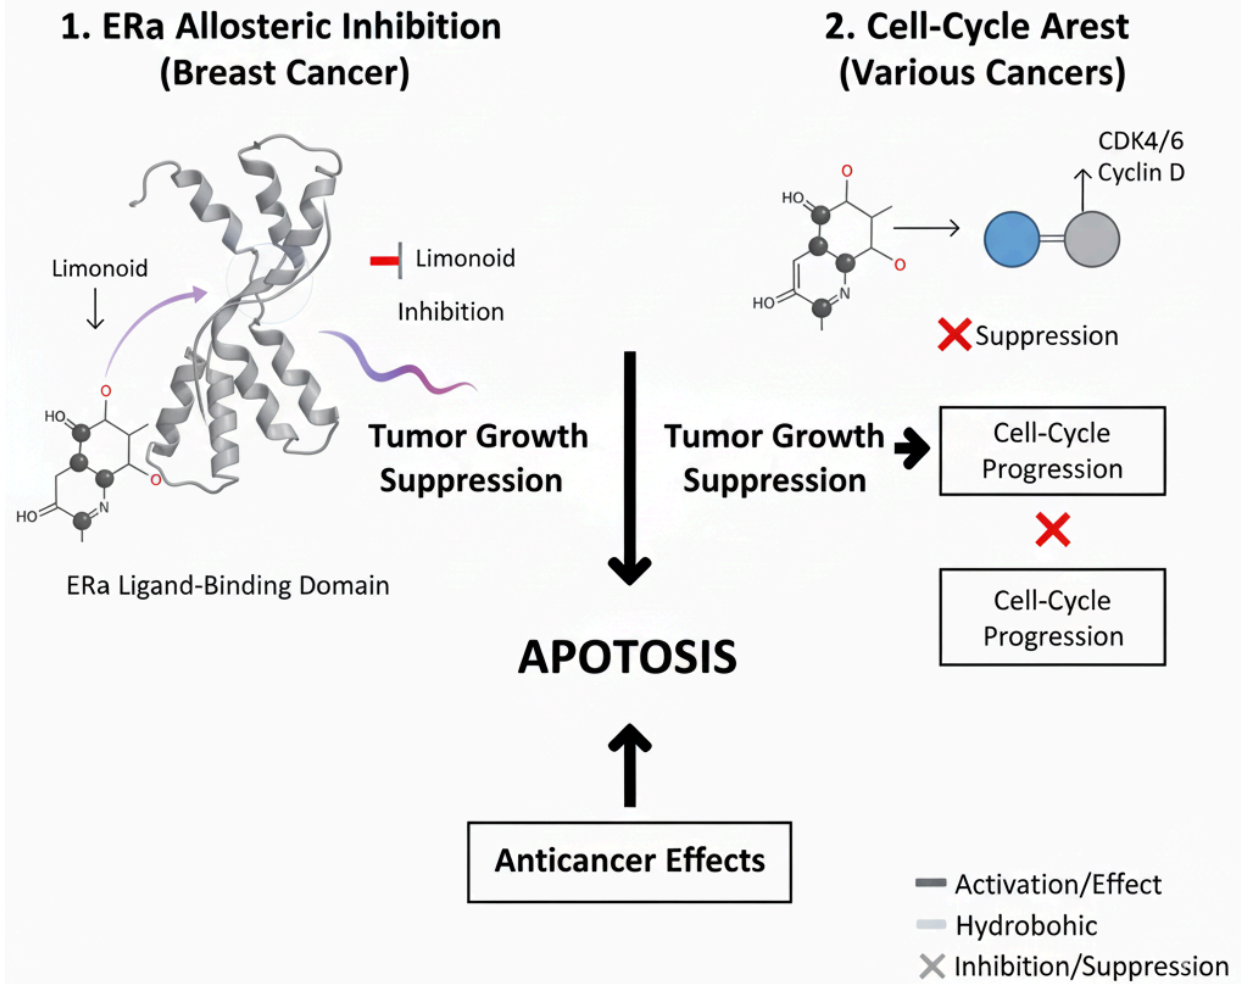 1. ERa Allosteric Inhibition
(Breast Cancer)
2. Cell-Cycle Arest
(Various Cancers)
CDK4/6
Cyclin D
HO
O
O
HO
N
Limonoid
Limonoid
Inhibition
Suppression
O
HO
O
HO
N
Tumor Growth
Suppression
Tumor Growth
Suppression
Cell-Cycle
Progression
Cell-Cycle
Progression
ERa Ligand-Binding Domain
APOTOSIS
Anticancer Effects
Activation/Effect
Hydrobohic
Inhibition/Suppression